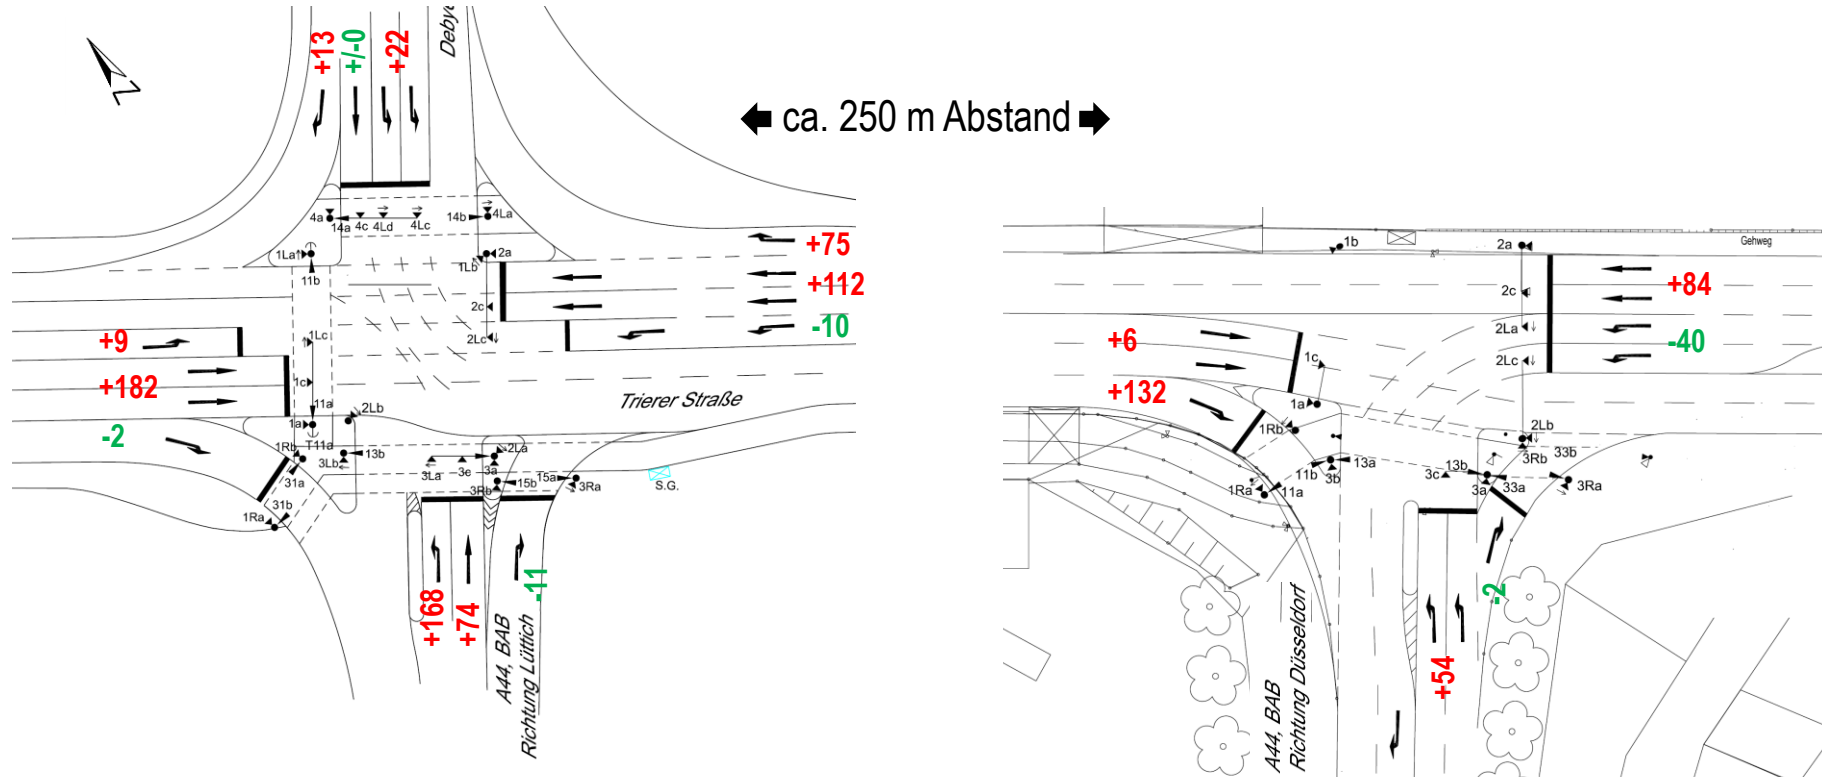 +13
+/-0
+22
Debye
N
ca. 250 m Abstand
4a
14a
4c
4Ld
4Lc
14b
4La
1La
11b
1Lb
2a
2c
2Lc
+75
+112
-10
+9
+182
-2
1Lc
1c
11a
1a
T11a
2Lb
1Rb
3Lb
13b
31a
31b
1Ra
3La
3c
3a
2La
3Rb
15b
15a
3Ra
S.G.
Trierer Straße
+168
+74
-11
A44, BAB
Richtung Lüttich
1b
2a
Gehweg
2c
2La
2Lc
+84
-40
+6
+132
1c
1a
1Rb
1Ra
11a
11b
3b
13a
3c
13b
3a
33a
2Lb
3Rb
33b
3Ra
-2
+54
A44, BAB
Richtung Düsseldorf